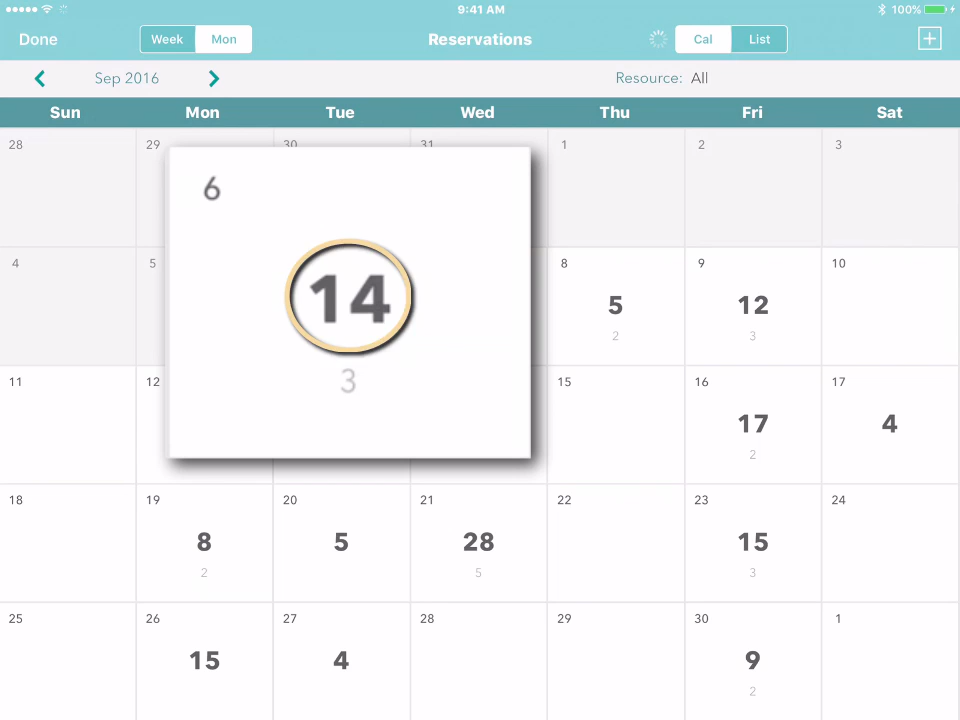 9:41 AM
100%
Done
Week Mon
Reservations
Cal List
Sep 2016
Resource: All
Sun Mon Tue Wed Thu Fri Sat
28 29 30 31 1 2 3
6
14
3
4 5 8 9 10
5 12
2 3
11 12 15 16 17
17 4
2
18 19 20 21 22 23 24
8 5 28 15
2 5 3
25 26 27 28 29 30 1
15 4 9
2